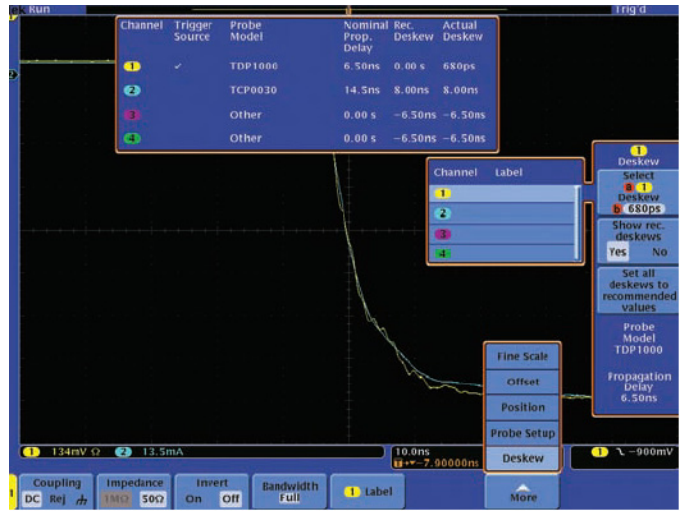 Run
Trig'd
Channel Trigger Source Probe Model Nominal Prop. Delay Rec. Deskew Actual Deskew
1 ✓ TDP1000 6.50ns 0.00 s 680ps
2 TCP0030 14.5ns 8.00ns 8.00ns
3 Other 0.00 s −6.50ns −6.50ns
4 Other 0.00 s −6.50ns −6.50ns
2
Channel Label
1
2
3
4
1
Deskew
Select
a 1
Deskew
b 680ps
Show rec.
deskews
Yes No
Set all
deskews to
recommended
values
Probe
Model
TDP1000
Propagation
Delay
6.50ns
Fine Scale
Offset
Position
Probe Setup
Deskew
More
1 134mV Ω 2 13.5mA
10.0ns
−7.90000ns
1 −900mV
1
Coupling
DC Rej
Impedance
1MΩ 50Ω
Invert
On Off
Bandwidth
Full
1 Label